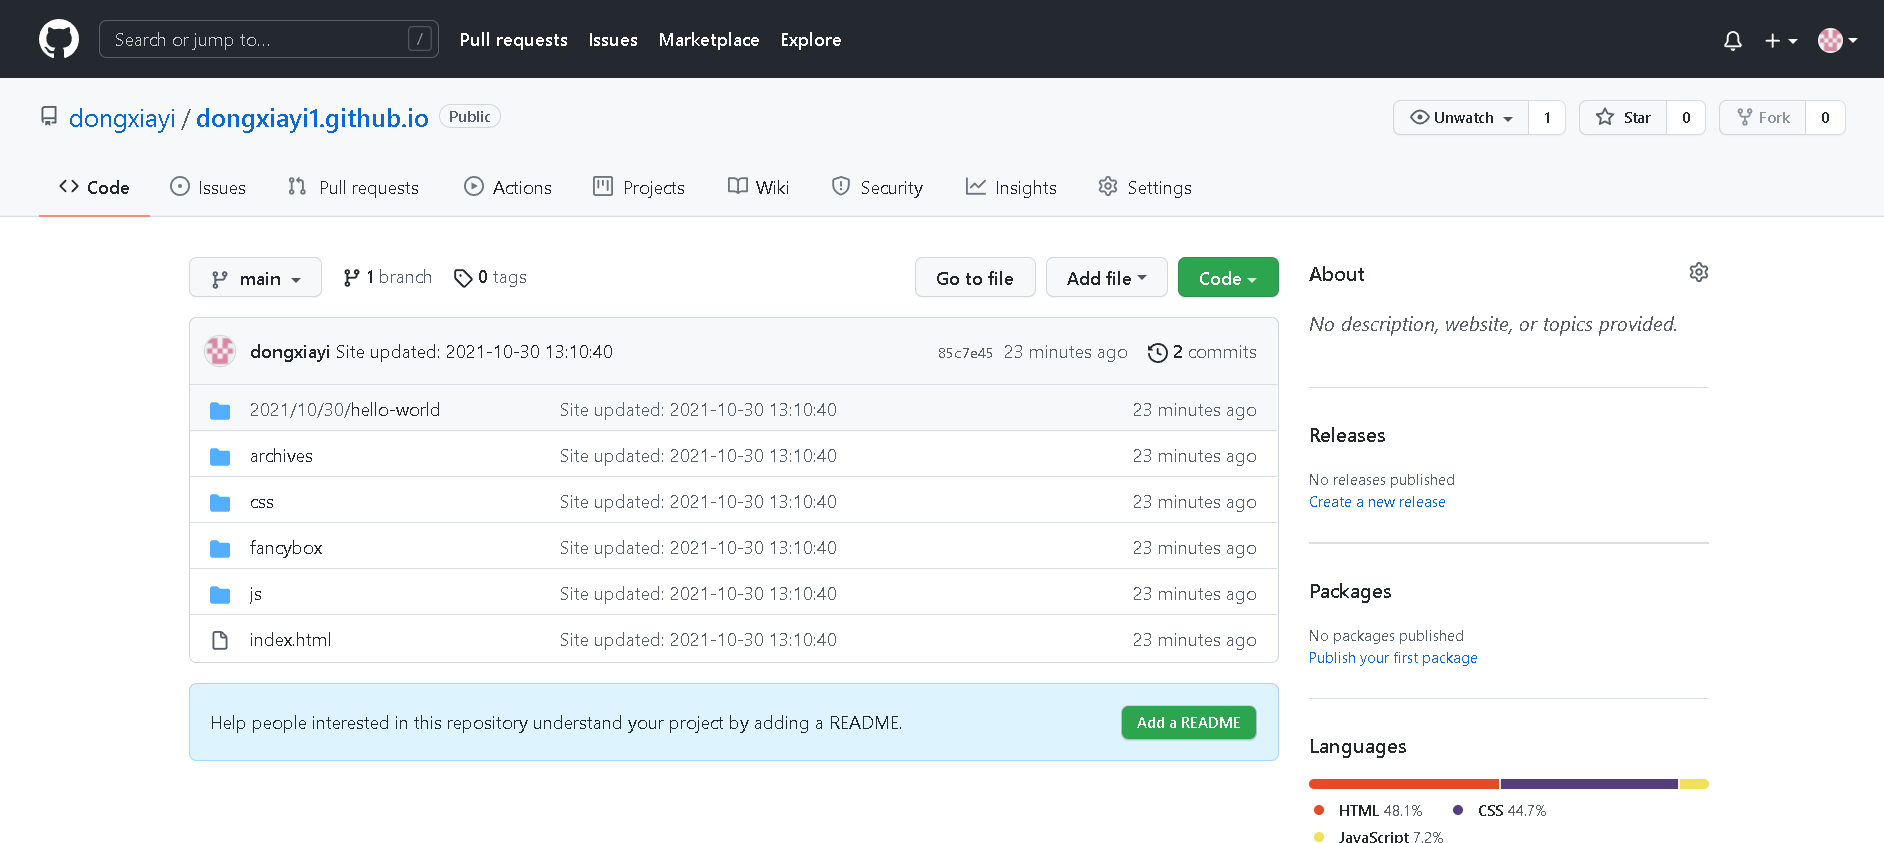 Search or jump to... / Pull requests Issues Marketplace Explore
dongxiayi / dongxiayi1.github.io Public Unwatch 1 Star 0 Fork 0
Code Issues Pull requests Actions Projects Wiki Security Insights Settings
main 1 branch 0 tags Go to file Add file Code
dongxiayi Site updated: 2021-10-30 13:10:40 85c7e45 23 minutes ago 2 commits
2021/10/30/hello-world Site updated: 2021-10-30 13:10:40 23 minutes ago
archives Site updated: 2021-10-30 13:10:40 23 minutes ago
css Site updated: 2021-10-30 13:10:40 23 minutes ago
fancybox Site updated: 2021-10-30 13:10:40 23 minutes ago
js Site updated: 2021-10-30 13:10:40 23 minutes ago
index.html Site updated: 2021-10-30 13:10:40 23 minutes ago
Help people interested in this repository understand your project by adding a README. Add a README
About
No description, website, or topics provided.
Releases
No releases published
Create a new release
Packages
No packages published
Publish your first package
Languages
HTML 48.1% CSS 44.7%
JavaScript 7.2%